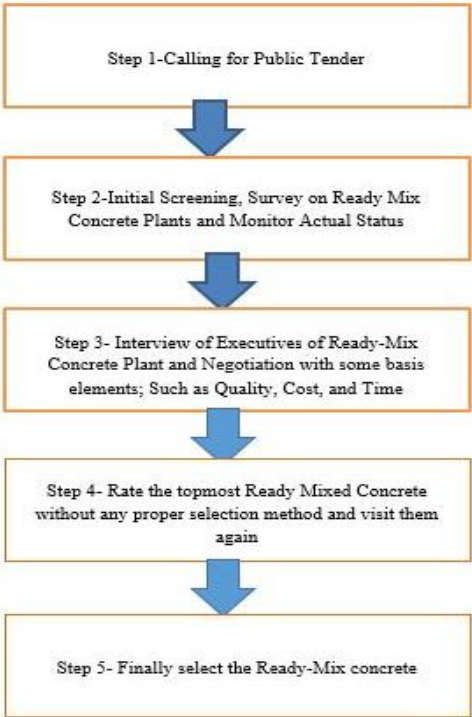 Step 1-Calling for Public Tender
Step 2-Initial Screening, Survey on Ready Mix
Concrete Plants and Monitor Actual Status
Step 3- Interview of Executives of Ready-Mix
Concrete Plant and Negotiation with some basis
elements; Such as Quality, Cost, and Time
Step 4- Rate the topmost Ready Mixed Concrete
without any proper selection method and visit them
again
Step 5- Finally select the Ready-Mix concrete